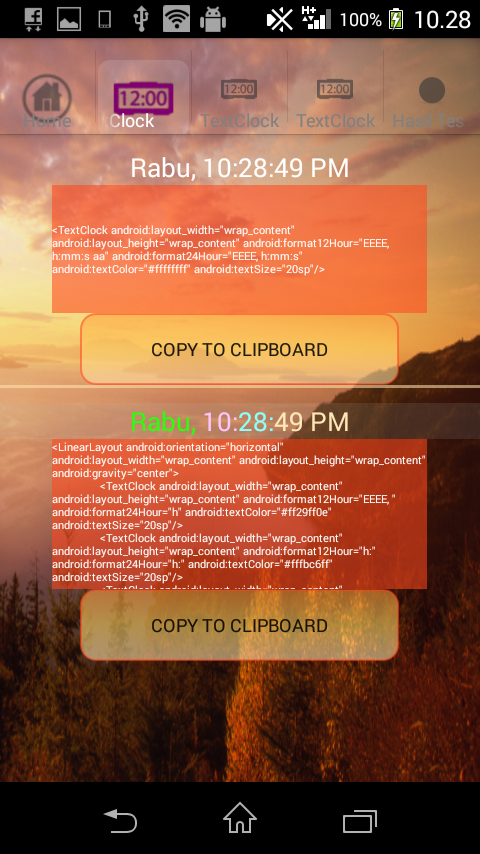 H+
100%
10.28
12:00
12:00
12:00
Home
Clock
TextClock
TextClock
Hasil Tes
Rabu, 10:28:49 PM
<TextClock android:layout_width="wrap_content"
android:layout_height="wrap_content" android:format12Hour="EEEE,
h:mm:ss aa" android:format24Hour="EEEE, h:mm:s"
android:textColor="#ffffffff" android:textSize="20sp"/>
COPY TO CLIPBOARD
Rabu, 10:28:49 PM
<LinearLayout android:orientation="horizontal"
android:layout_width="wrap_content" android:layout_height="wrap_content"
android:gravity="center">
<TextClock android:layout_width="wrap_content"
android:layout_height="wrap_content" android:format12Hour="EEEE, "
android:format24Hour="h" android:textColor="#ff29ff0e"
android:textSize="20sp"/>
<TextClock android:layout_width="wrap_content"
android:layout_height="wrap_content" android:format12Hour="h:"
android:format24Hour="h:" android:textColor="#fffbc6ff"
android:textSize="20sp"/>
<TextClock android:layout_width="wrap_content"
COPY TO CLIPBOARD